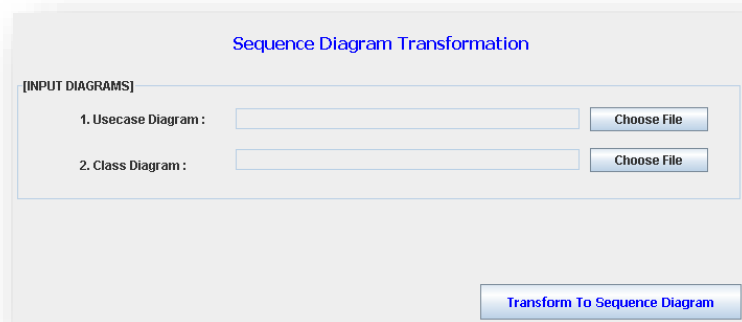 Sequence Diagram Transformation
[INPUT DIAGRAMS]
1. Usecase Diagram : Choose File
2. Class Diagram : Choose File
Transform To Sequence Diagram